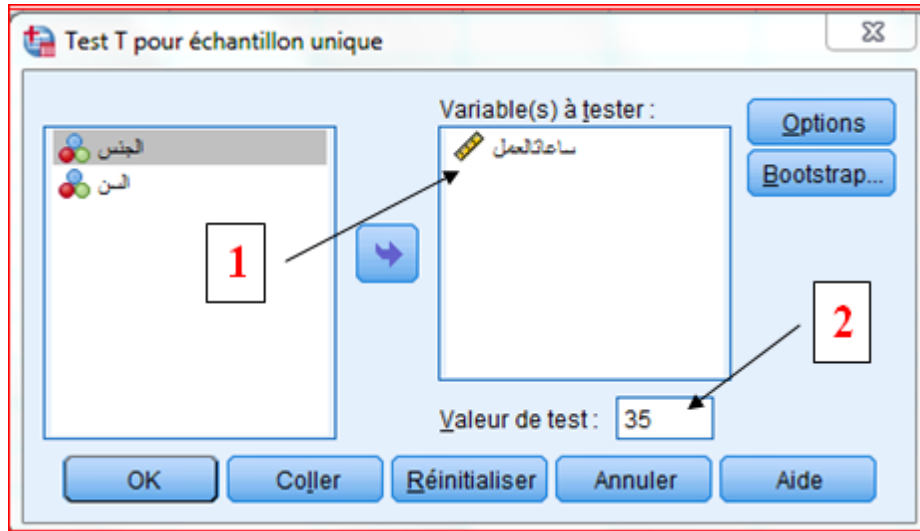 Test T pour échantillon unique
Variable(s) à tester :
الجنس
السن
ساعاتالعمل
Options
Bootstrap...
1
2
Valeur de test : 35
OK Coller Réinitialiser Annuler Aide